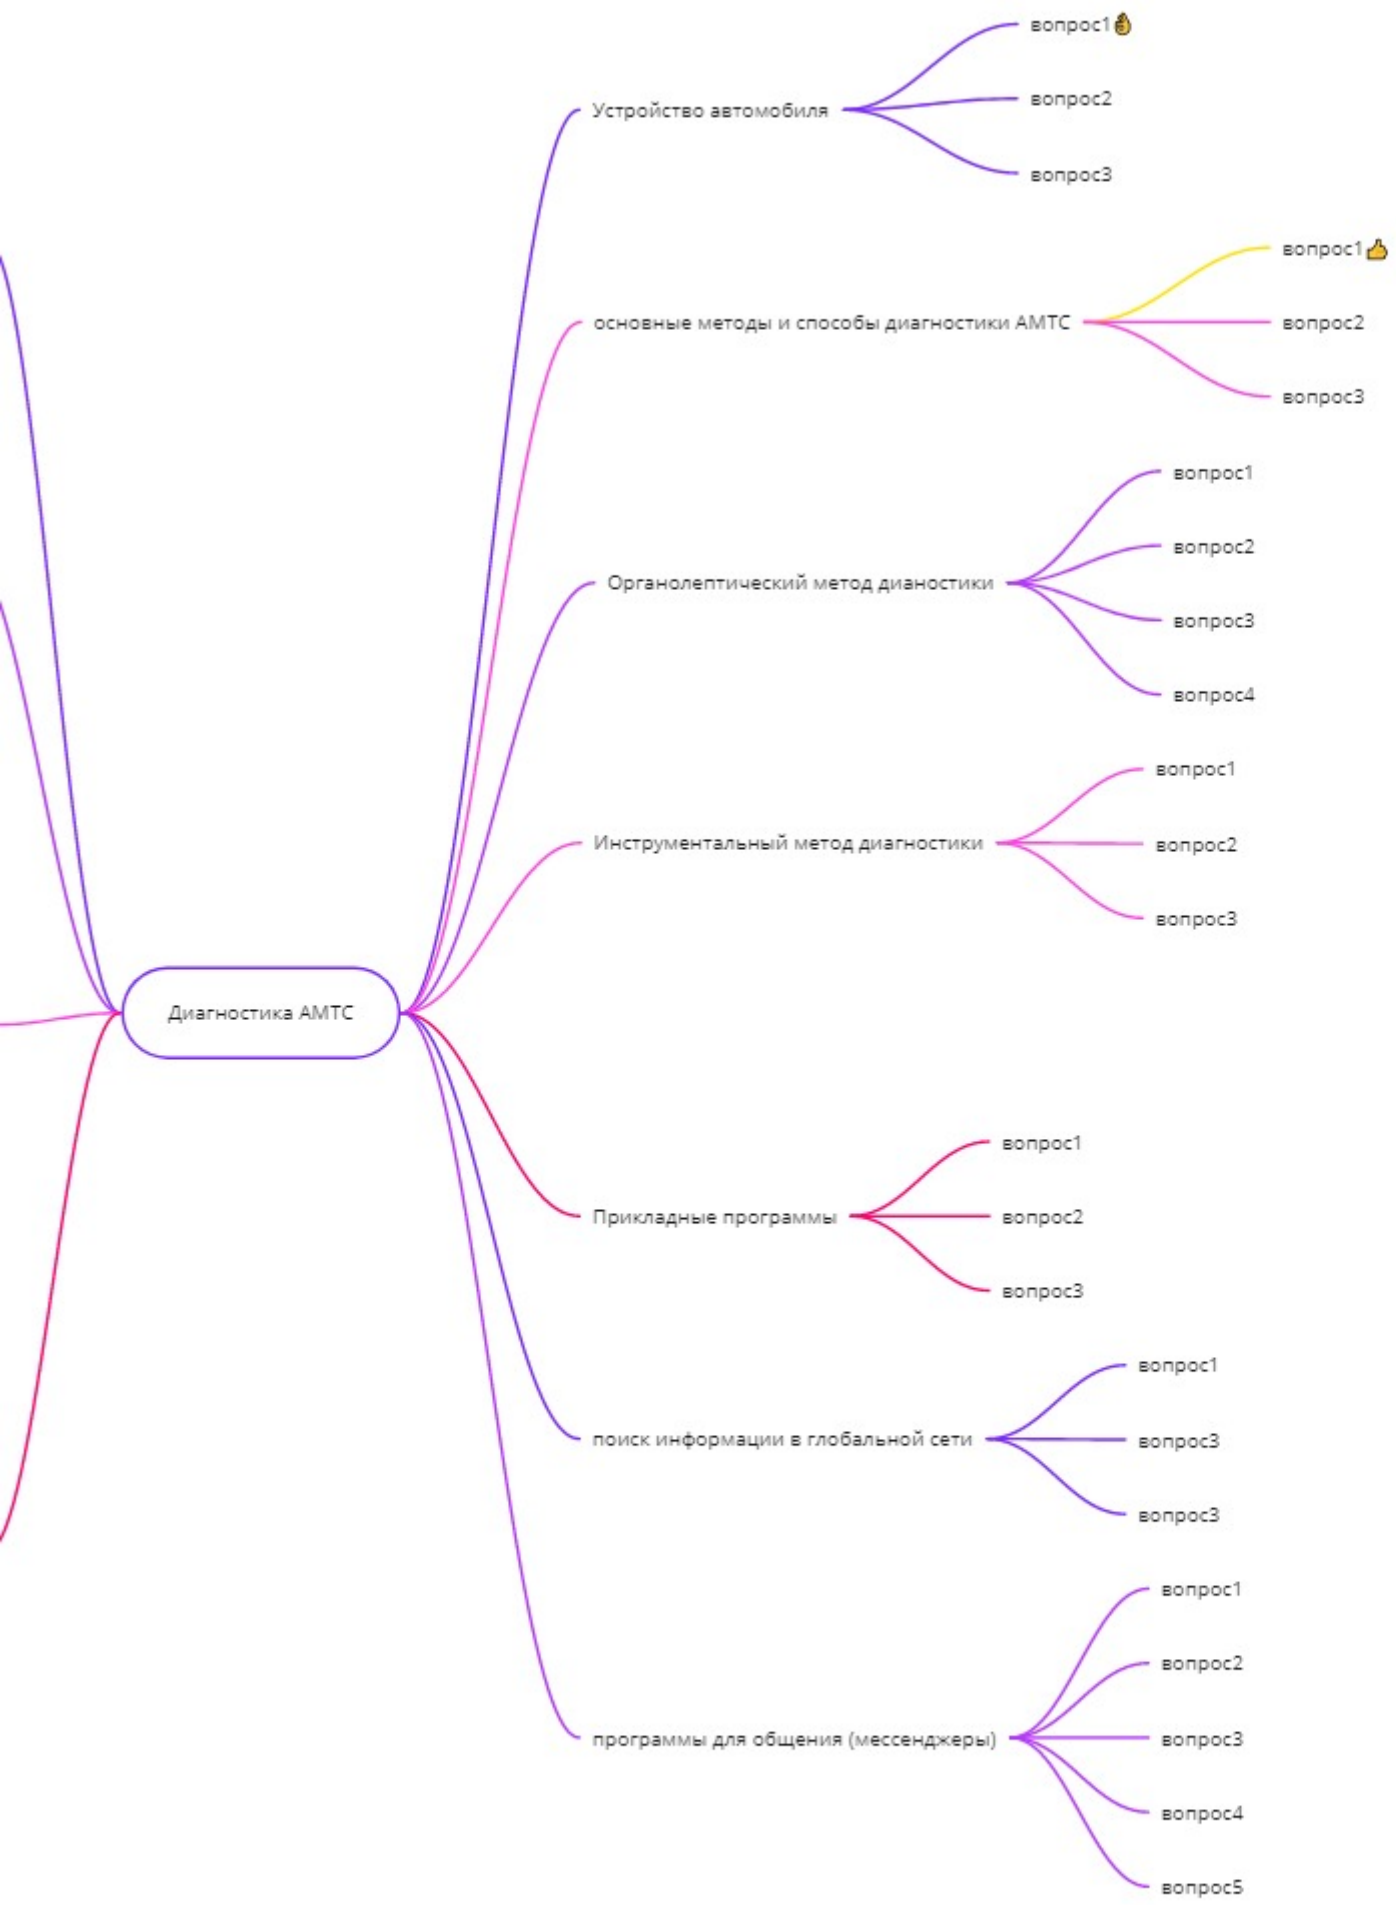 вопрос1👌
Устройство автомобиля
вопрос2
вопрос3
вопрос1👍
основные методы и способы диагностики АМТС
вопрос2
вопрос3
вопрос1
вопрос2
Органолептический метод дианостики
вопрос3
вопрос4
вопрос1
Инструментальный метод диагностики
вопрос2
вопрос3
Диагностика АМТС
вопрос1
Прикладные программы
вопрос2
вопрос3
вопрос1
поиск информации в глобальной сети
вопрос3
вопрос3
вопрос1
вопрос2
программы для общения (мессенджеры)
вопрос3
вопрос4
вопрос5